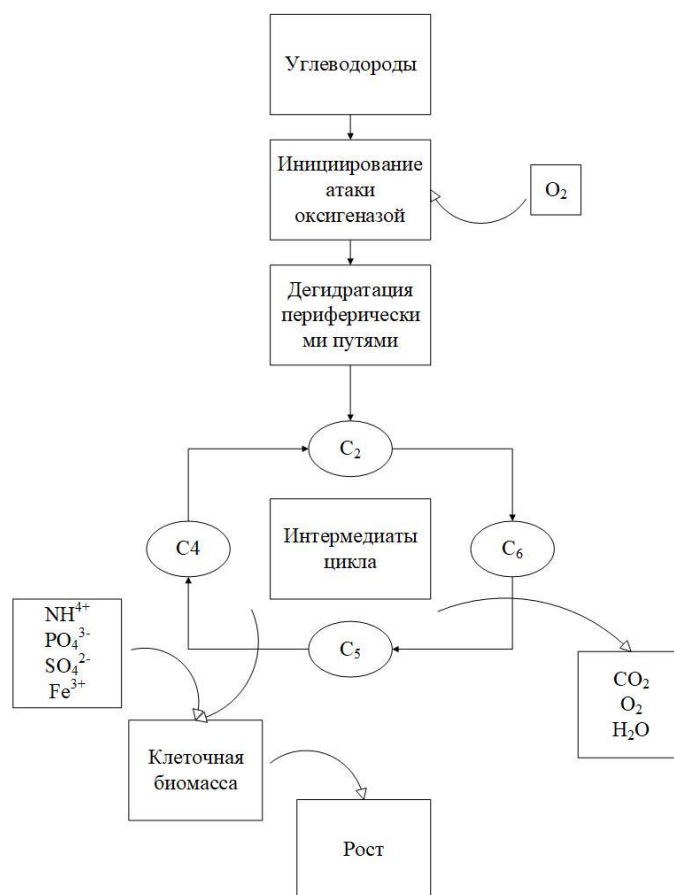 Углеводороды
Инициирование
атаки
оксигеназой
O₂
Дегидратация
периферически
ми путями
C₂
C4
Интермедиаты
цикла
C₆
NH⁴⁺
PO₄³⁻
SO₄²⁻
Fe³⁺
C₅
CO₂
O₂
H₂O
Клеточная
биомасса
Рост